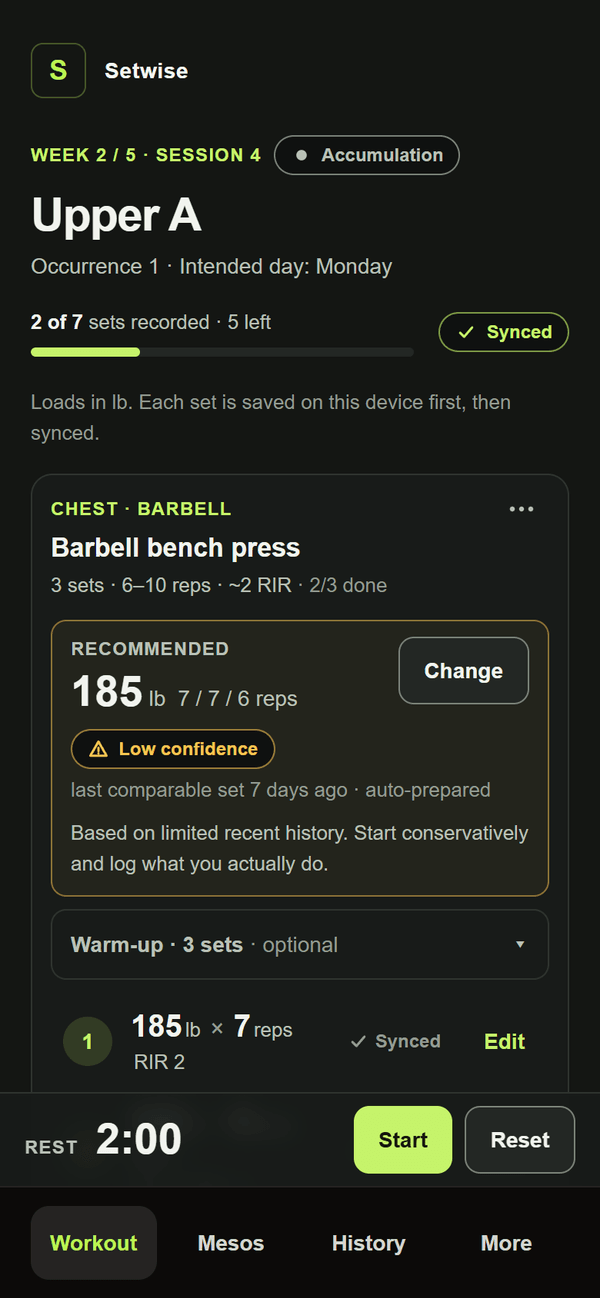 S Setwise
WEEK 2 / 5 · SESSION 4 Accumulation
Upper A
Occurrence 1 · Intended day: Monday
2 of 7 sets recorded · 5 left
Synced
Loads in lb. Each set is saved on this device first, then
synced.
CHEST · BARBELL
Barbell bench press
3 sets · 6–10 reps · ~2 RIR · 2/3 done
RECOMMENDED
Change
185 lb 7 / 7 / 6 reps
Low confidence
last comparable set 7 days ago · auto-prepared
Based on limited recent history. Start conservatively
and log what you actually do.
Warm-up · 3 sets · optional
1 185 lb × 7 reps
RIR 2
Synced Edit
REST 2:00 Start Reset
Workout Mesos History More